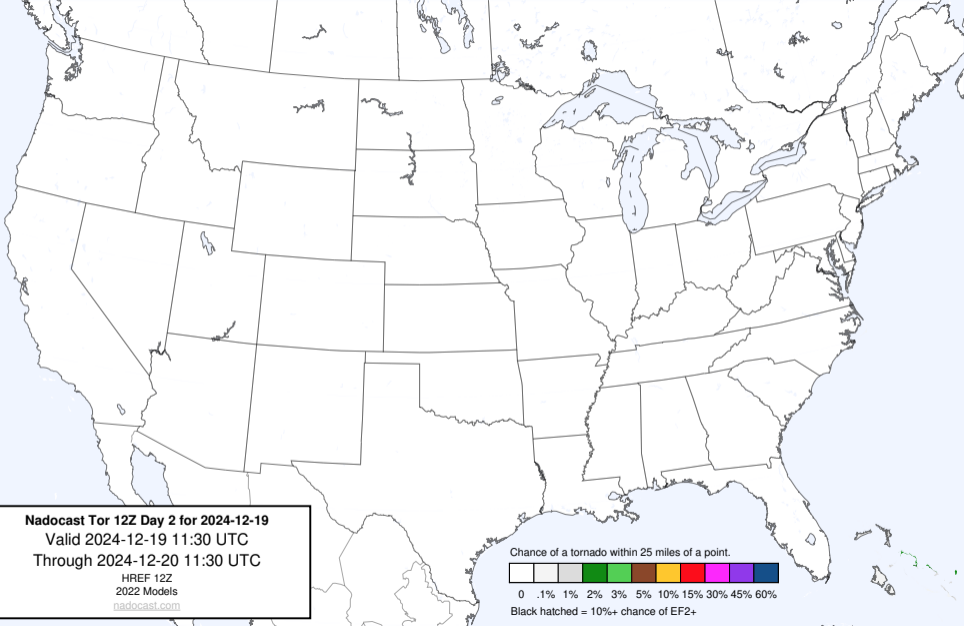 Nadocast Tor 12Z Day 2 for 2024-12-19
Valid 2024-12-19 11:30 UTC
Through 2024-12-20 11:30 UTC
HREF 12Z
2022 Models
nadocast.com
Chance of a tornado within 25 miles of a point.
0 .1% 1% 2% 3% 5% 10% 15% 30% 45% 60%
Black hatched = 10%+ chance of EF2+